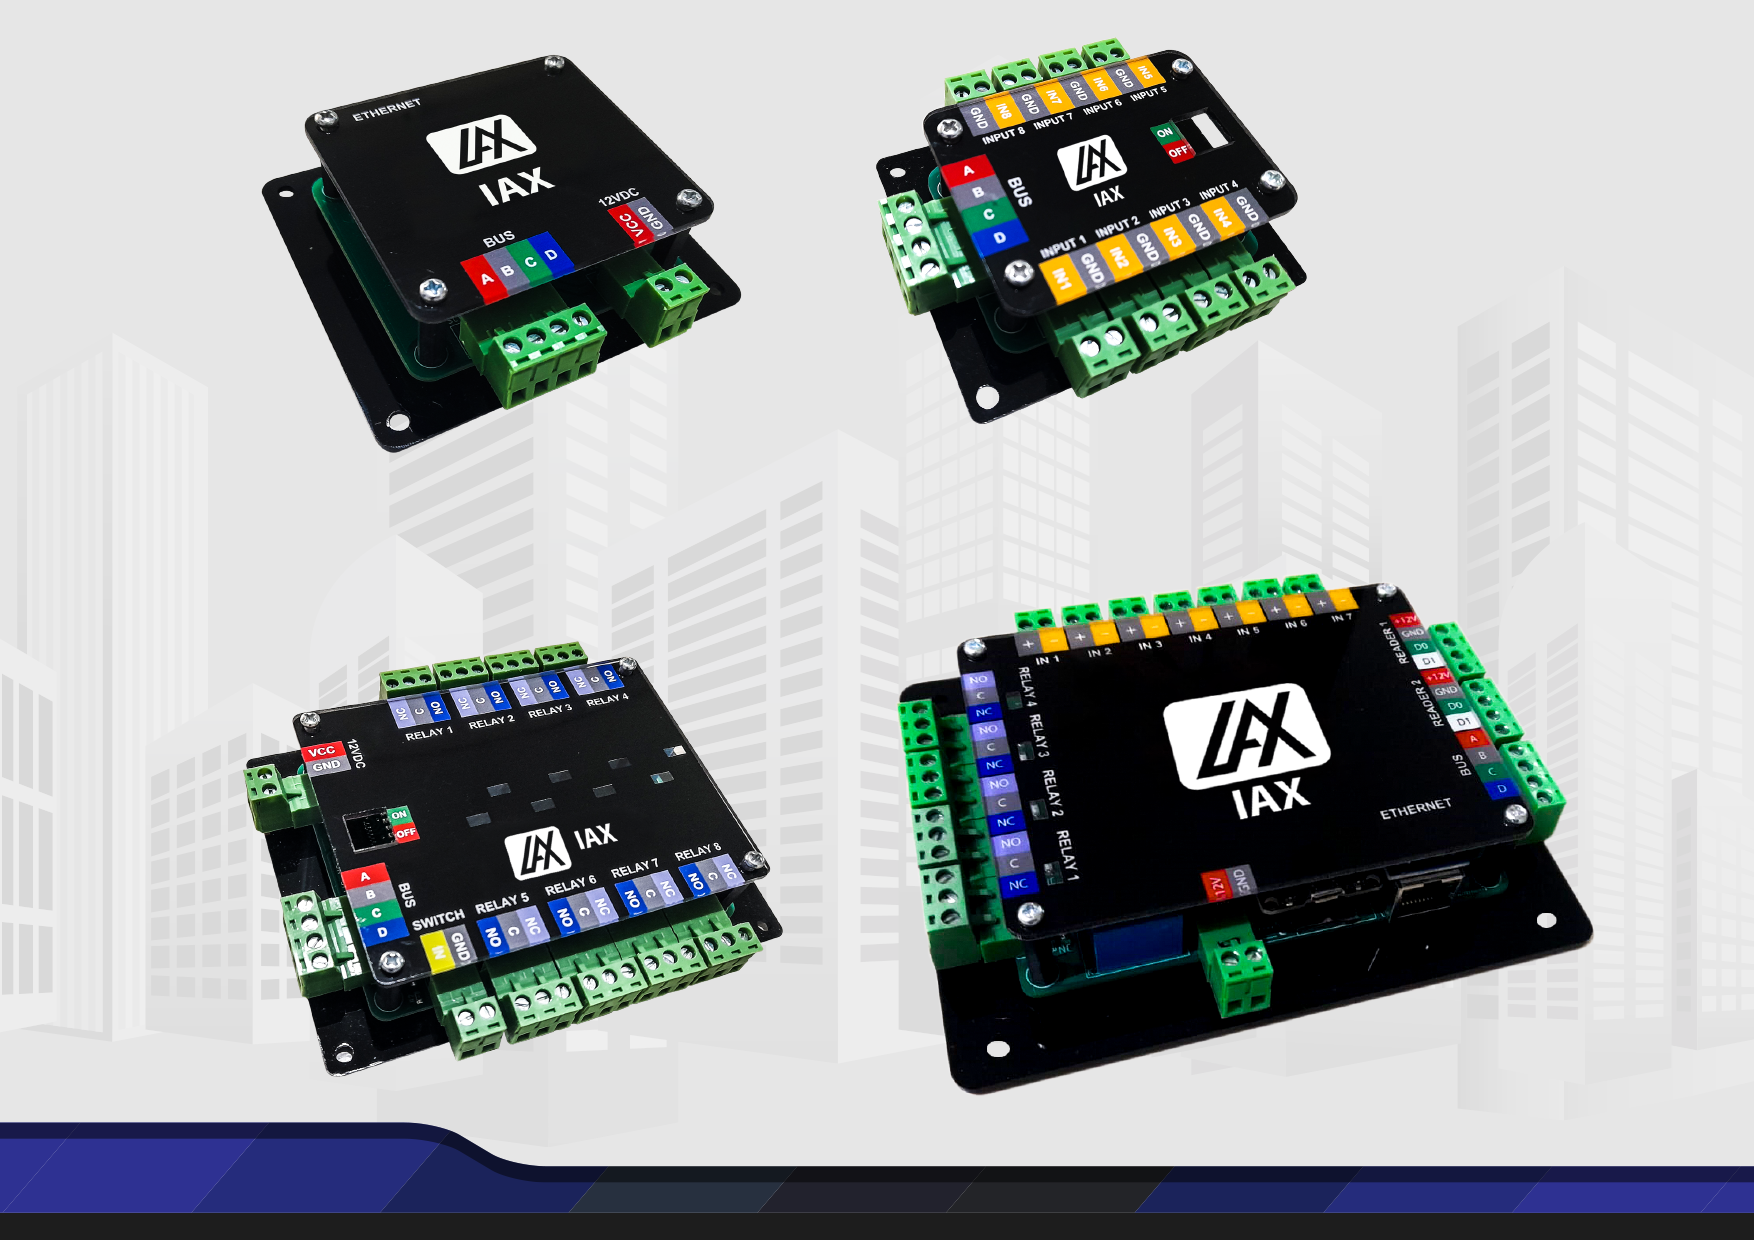 ETHERNET
IAX
IAX
12VDC
VCC
GND
BUS
A
B
C
D
GND
IN8
GND
IN7
GND
IN6
GND
IN5
INPUT 8
INPUT 7
INPUT 6
INPUT 5
ON
OFF
A
B
C
D
BUS
IAX
IAX
INPUT 1
INPUT 2
INPUT 3
INPUT 4
IN1
GND
IN2
GND
IN3
GND
IN4
GND
NC
C
NO
NC
C
NO
NC
C
NO
NC
C
NO
RELAY 1
RELAY 2
RELAY 3
RELAY 4
VCC
GND
12VDC
ON
OFF
IAX
IAX
A
B
C
D
BUS
SWITCH
RELAY 5
RELAY 6
RELAY 7
RELAY 8
IN
GND
NO
C
NC
NO
C
NC
NO
C
NC
NO
C
NC
+ -
+ -
+ -
+ -
+ -
+ -
+ -
IN 1
IN 2
IN 3
IN 4
IN 5
IN 6
IN 7
NO
C
NC
RELAY 4
NO
C
NC
RELAY 3
NO
C
NC
RELAY 2
NO
C
NC
RELAY 1
IAX
IAX
READER 1
+12V
GND
D0
D1
READER 2
+12V
GND
D0
D1
BUS
A
B
C
D
ETHERNET
12V
GND